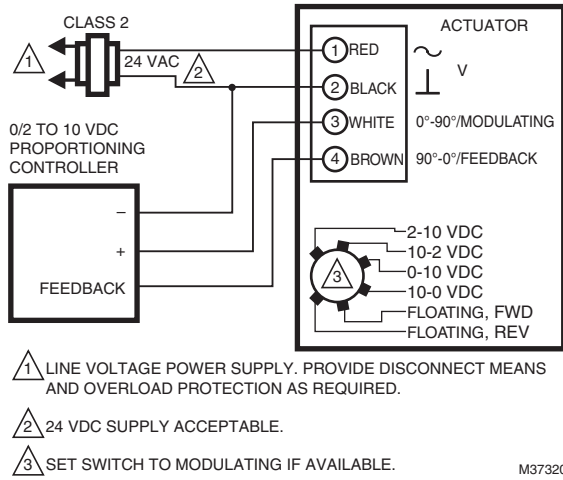 CLASS 2
1
24 VAC
2
0/2 TO 10 VDC
PROPORTIONING
CONTROLLER
–
+
FEEDBACK
ACTUATOR
1 RED
2 BLACK
V
3 WHITE 0°-90°/MODULATING
4 BROWN 90°-0°/FEEDBACK
3
2-10 VDC
10-2 VDC
0-10 VDC
10-0 VDC
FLOATING, FWD
FLOATING, REV
1 LINE VOLTAGE POWER SUPPLY. PROVIDE DISCONNECT MEANS
AND OVERLOAD PROTECTION AS REQUIRED.
2 24 VDC SUPPLY ACCEPTABLE.
3 SET SWITCH TO MODULATING IF AVAILABLE.
M37320